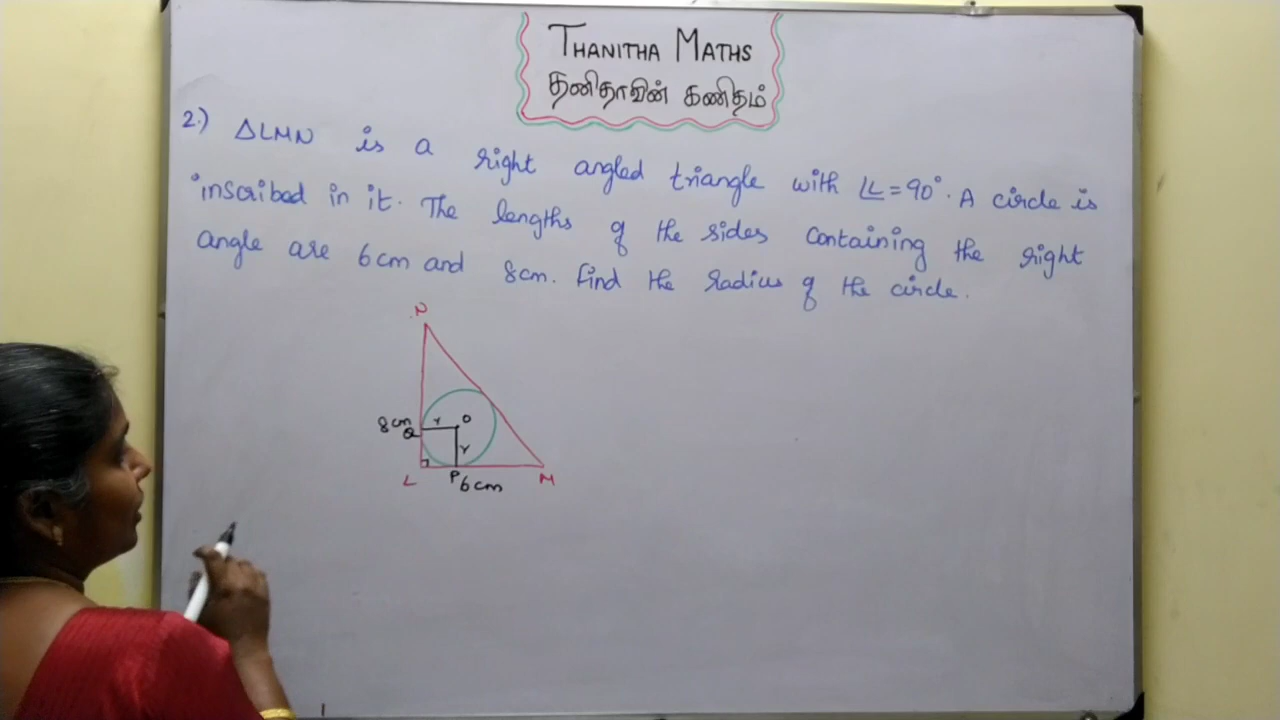 THANITHA MATHS
தனிதாவின் கணிதம்
2.) △LMN is a right angled triangle with ∠L = 90°. A circle is
inscribed in it. The lengths of the sides containing the right
angle are 6cm and 8cm. Find the radius of the circle.
N
8cm
Q
r
O
r
L
P
6cm
M